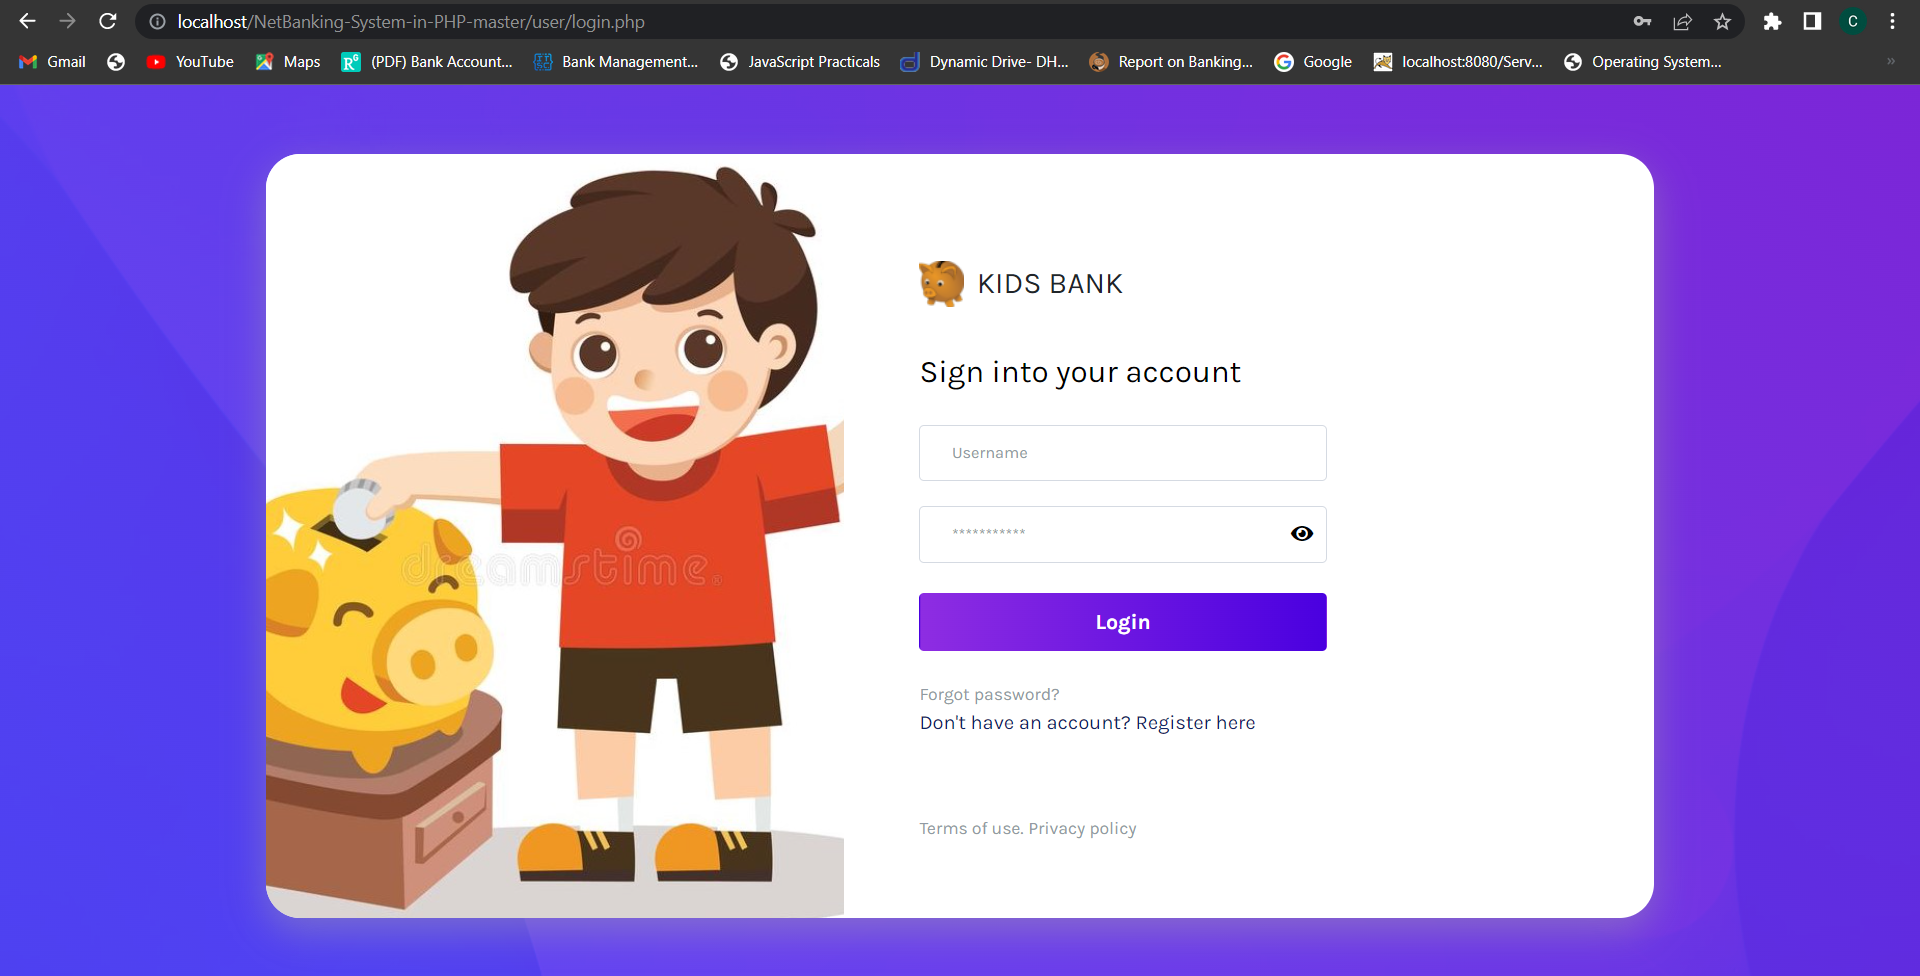 localhost/NetBanking-System-in-PHP-master/user/login.php
C
Gmail YouTube Maps (PDF) Bank Account... Bank Management... JavaScript Practicals Dynamic Drive- DH... Report on Banking... Google localhost:8080/Serv... Operating System... »
KIDS BANK
Sign into your account
Username
***********
Login
Forgot password?
Don't have an account? Register here
Terms of use. Privacy policy
dreamstime.